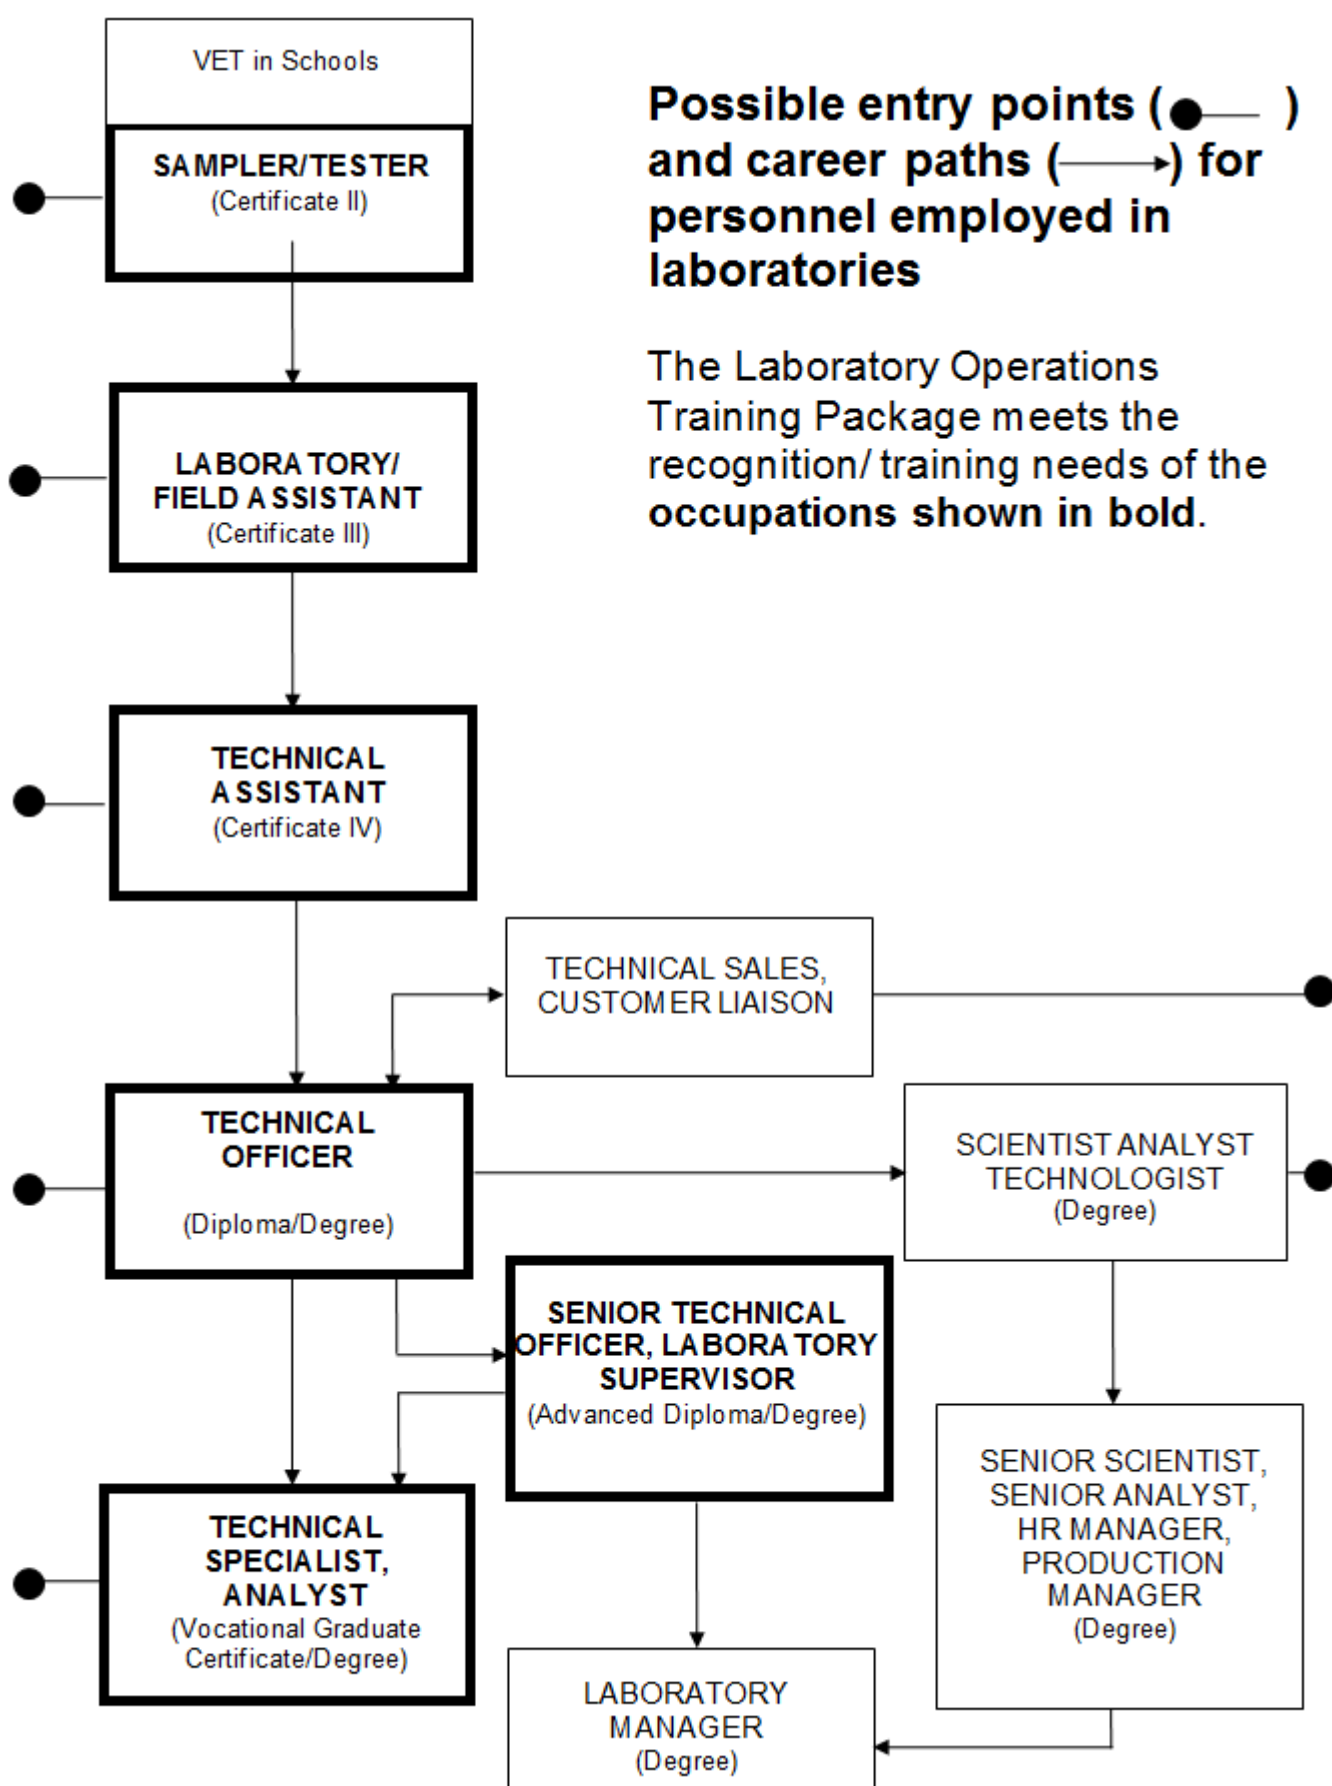 VET in Schools
SAMPLER/TESTER
(Certificate II)
Possible entry points ( )
and career paths ( ) for
personnel employed in
laboratories
The Laboratory Operations
Training Package meets the
recognition/ training needs of the
occupations shown in bold.
LABORATORY/
FIELD ASSISTANT
(Certificate III)
TECHNICAL
ASSISTANT
(Certificate IV)
TECHNICAL SALES,
CUSTOMER LIAISON
TECHNICAL
OFFICER
(Diploma/Degree)
SCIENTIST ANALYST
TECHNOLOGIST
(Degree)
SENIOR TECHNICAL
OFFICER, LABORATORY
SUPERVISOR
(Advanced Diploma/Degree)
SENIOR SCIENTIST,
SENIOR ANALYST,
HR MANAGER,
PRODUCTION
MANAGER
(Degree)
TECHNICAL
SPECIALIST,
ANALYST
(Vocational Graduate
Certificate/Degree)
LABORATORY
MANAGER
(Degree)